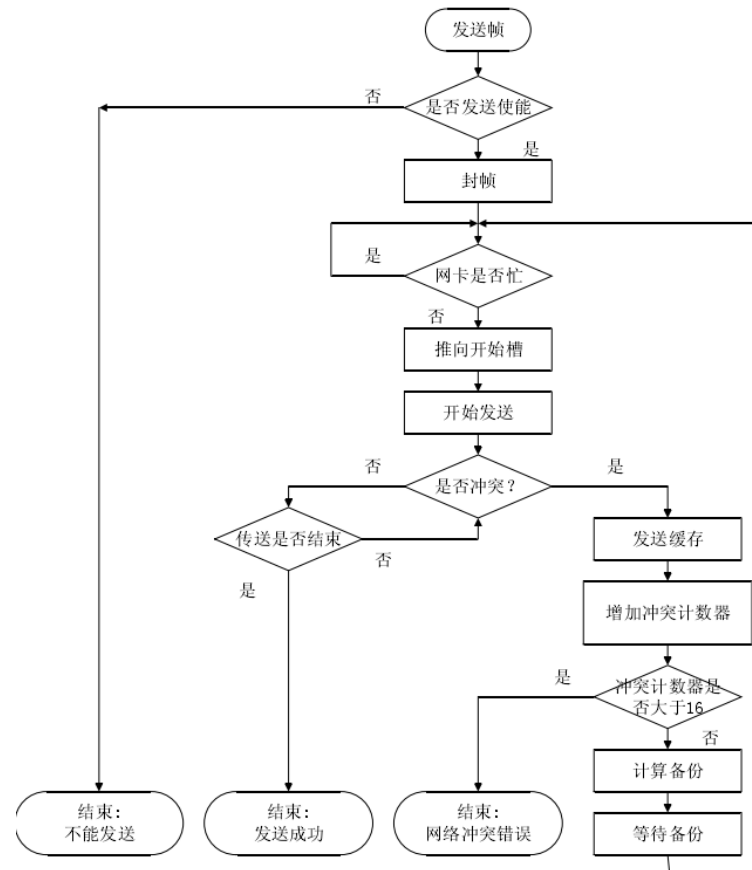 发送帧
否
是否发送使能
是
封帧
是
网卡是否忙
否
推向开始槽
开始发送
否
是否冲突?
是
传送是否结束
否
发送缓存
是
增加冲突计数器
是
冲突计数器是
否大于16
否
计算备份
结束:
不能发送
结束:
发送成功
结束:
网络冲突错误
等待备份